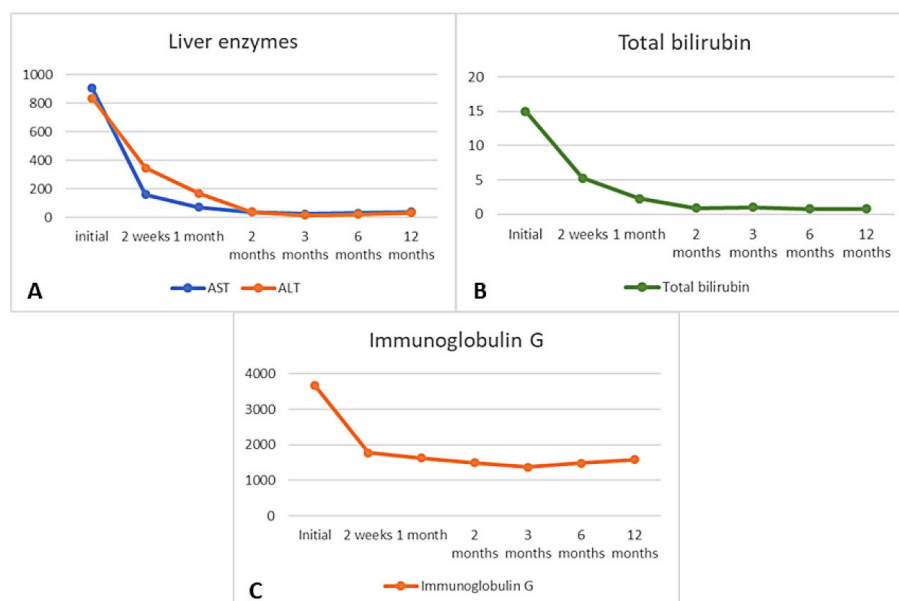 Liver enzymes
1000
800
600
400
200
0
initial 2 weeks 1 month 2 months 3 months 6 months 12 months
AST ALT
A
Total bilirubin
20
15
10
5
0
Initial 2 weeks 1 month 2 months 3 months 6 months 12 months
Total bilirubin
B
Immunoglobulin G
4000
3000
2000
1000
0
Initial 2 weeks 1 month 2 months 3 months 6 months 12 months
Immunoglobulin G
C